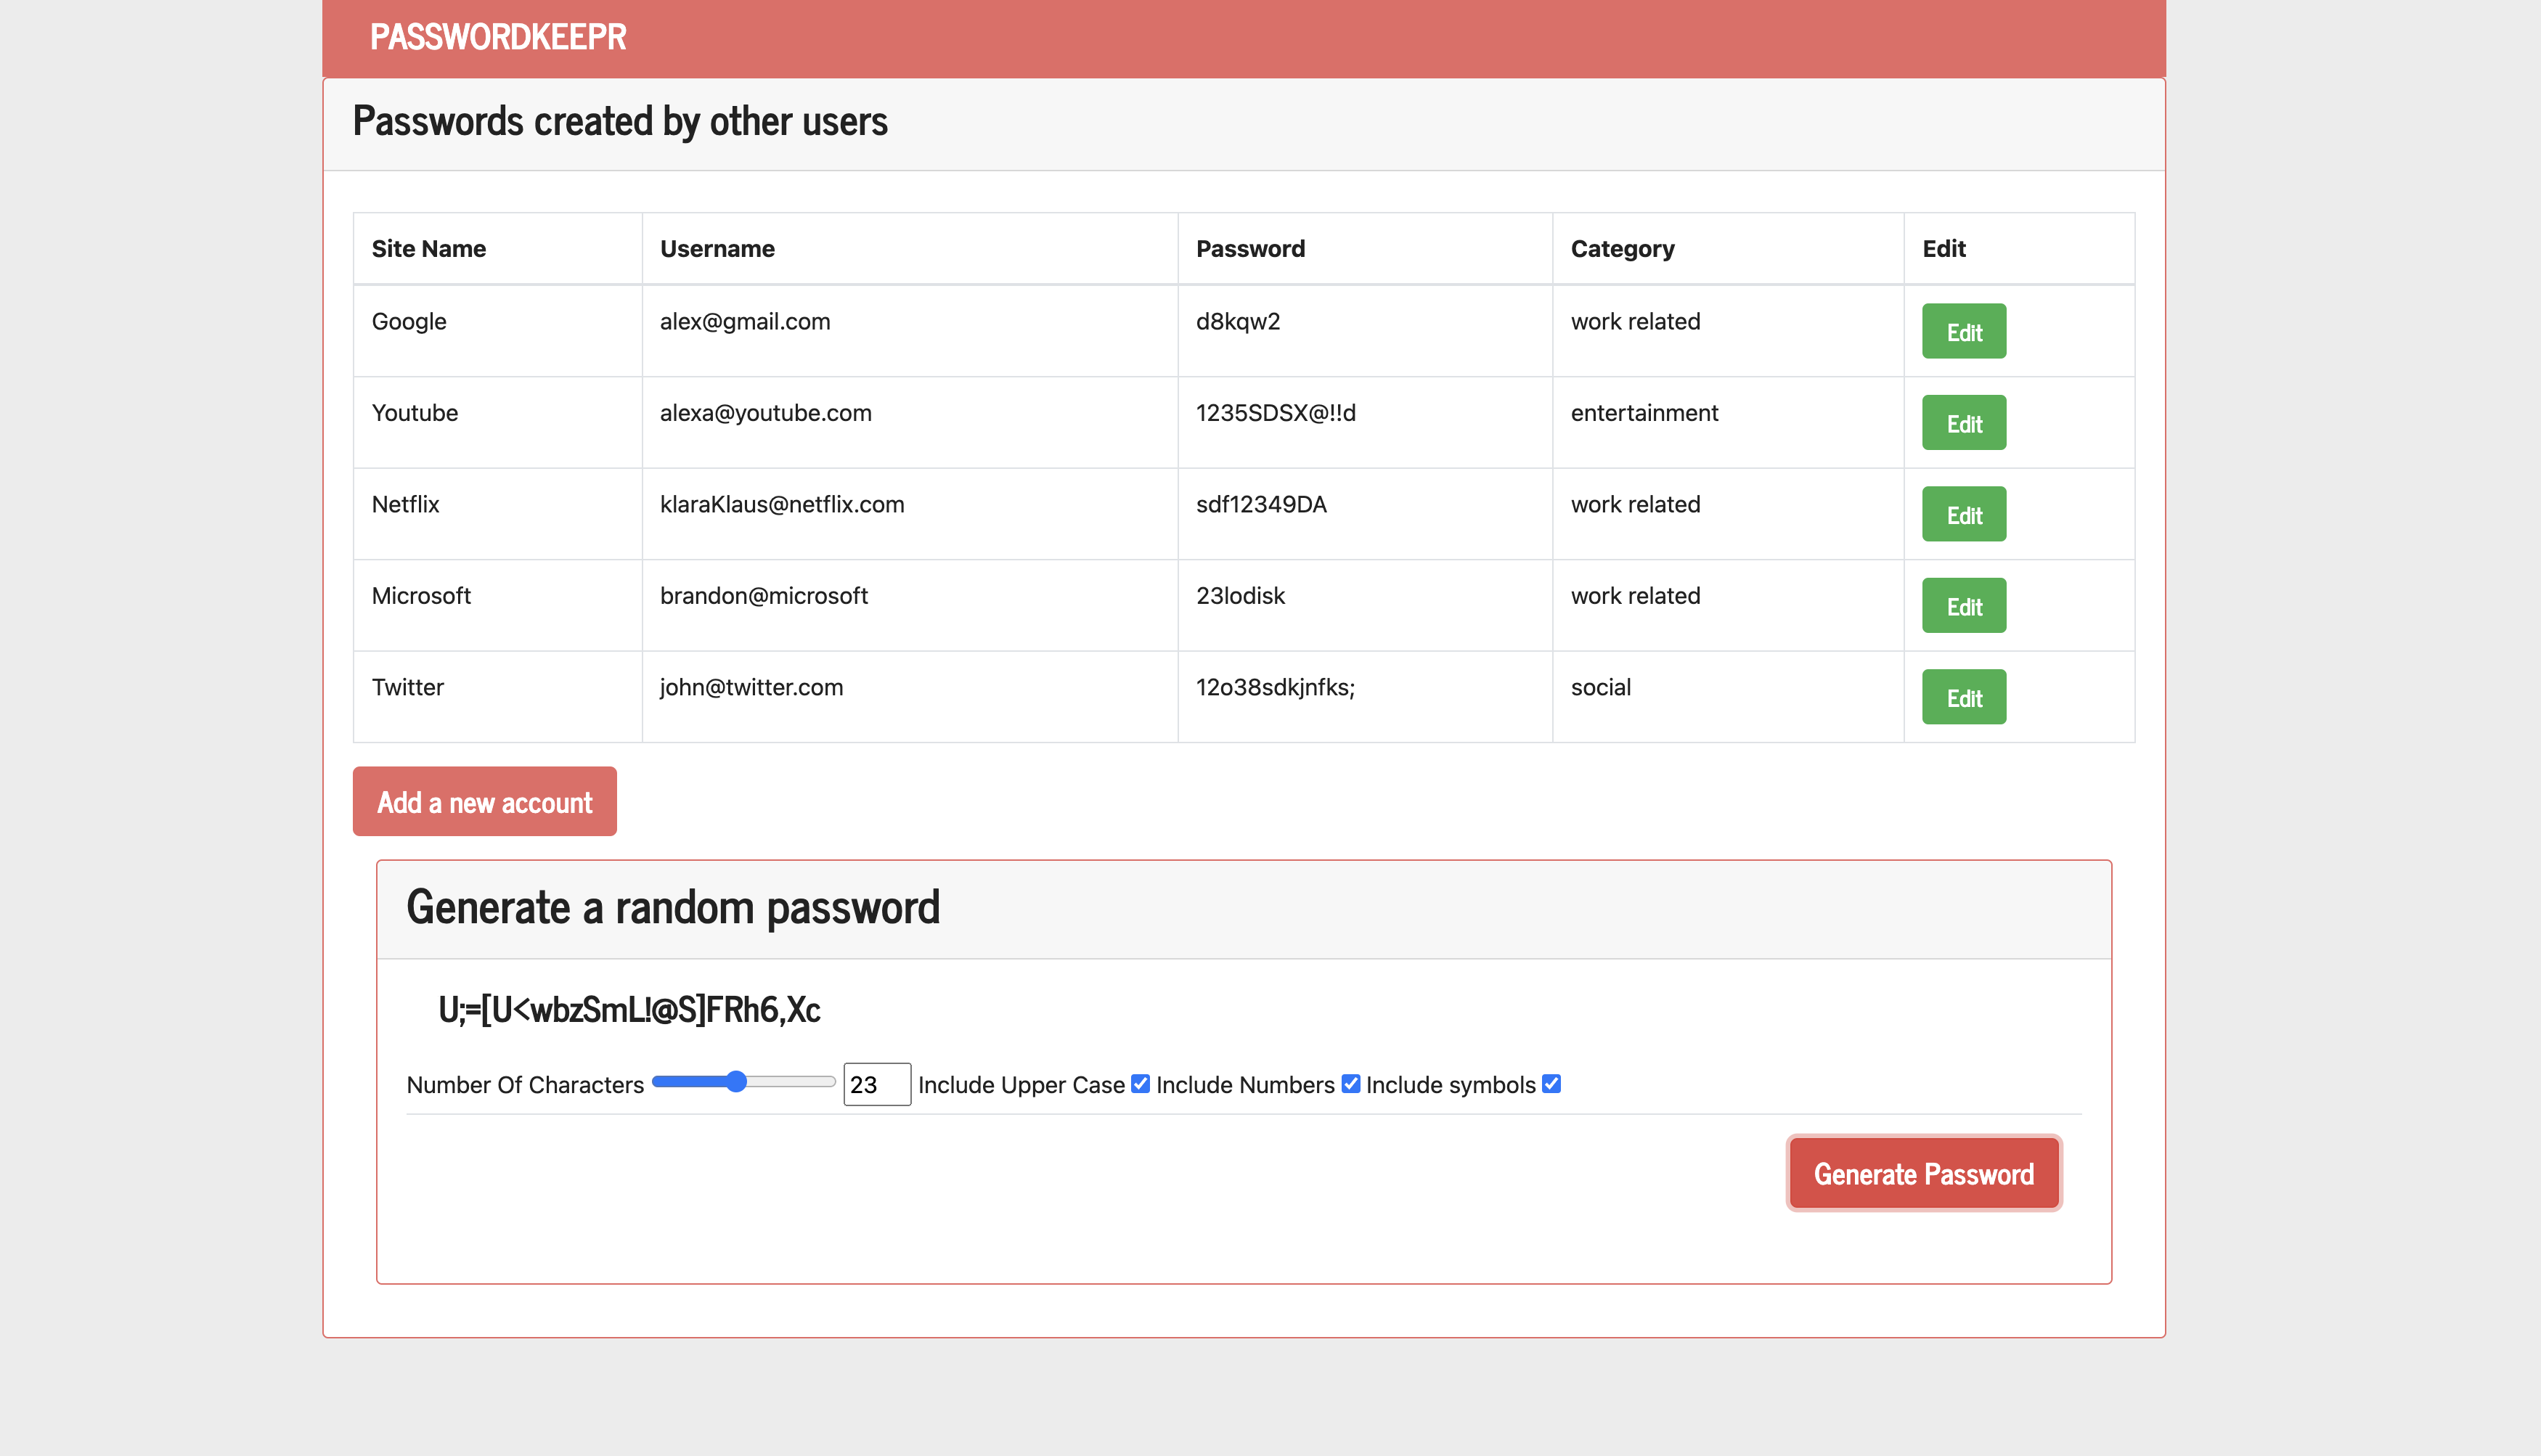 PASSWORDKEEPR
Passwords created by other users
Site Name Username Password Category Edit
Google alex@gmail.com d8kqw2 work related Edit
Youtube alexa@youtube.com 1235SDSX@!!d entertainment Edit
Netflix klaraKlaus@netflix.com sdf12349DA work related Edit
Microsoft brandon@microsoft 23lodisk work related Edit
Twitter john@twitter.com 12o38sdkjnfks; social Edit
Add a new account
Generate a random password
U;=[U<wbzSmL!@S]FRh6,Xc
Number Of Characters 23 Include Upper Case Include Numbers Include symbols
Generate Password